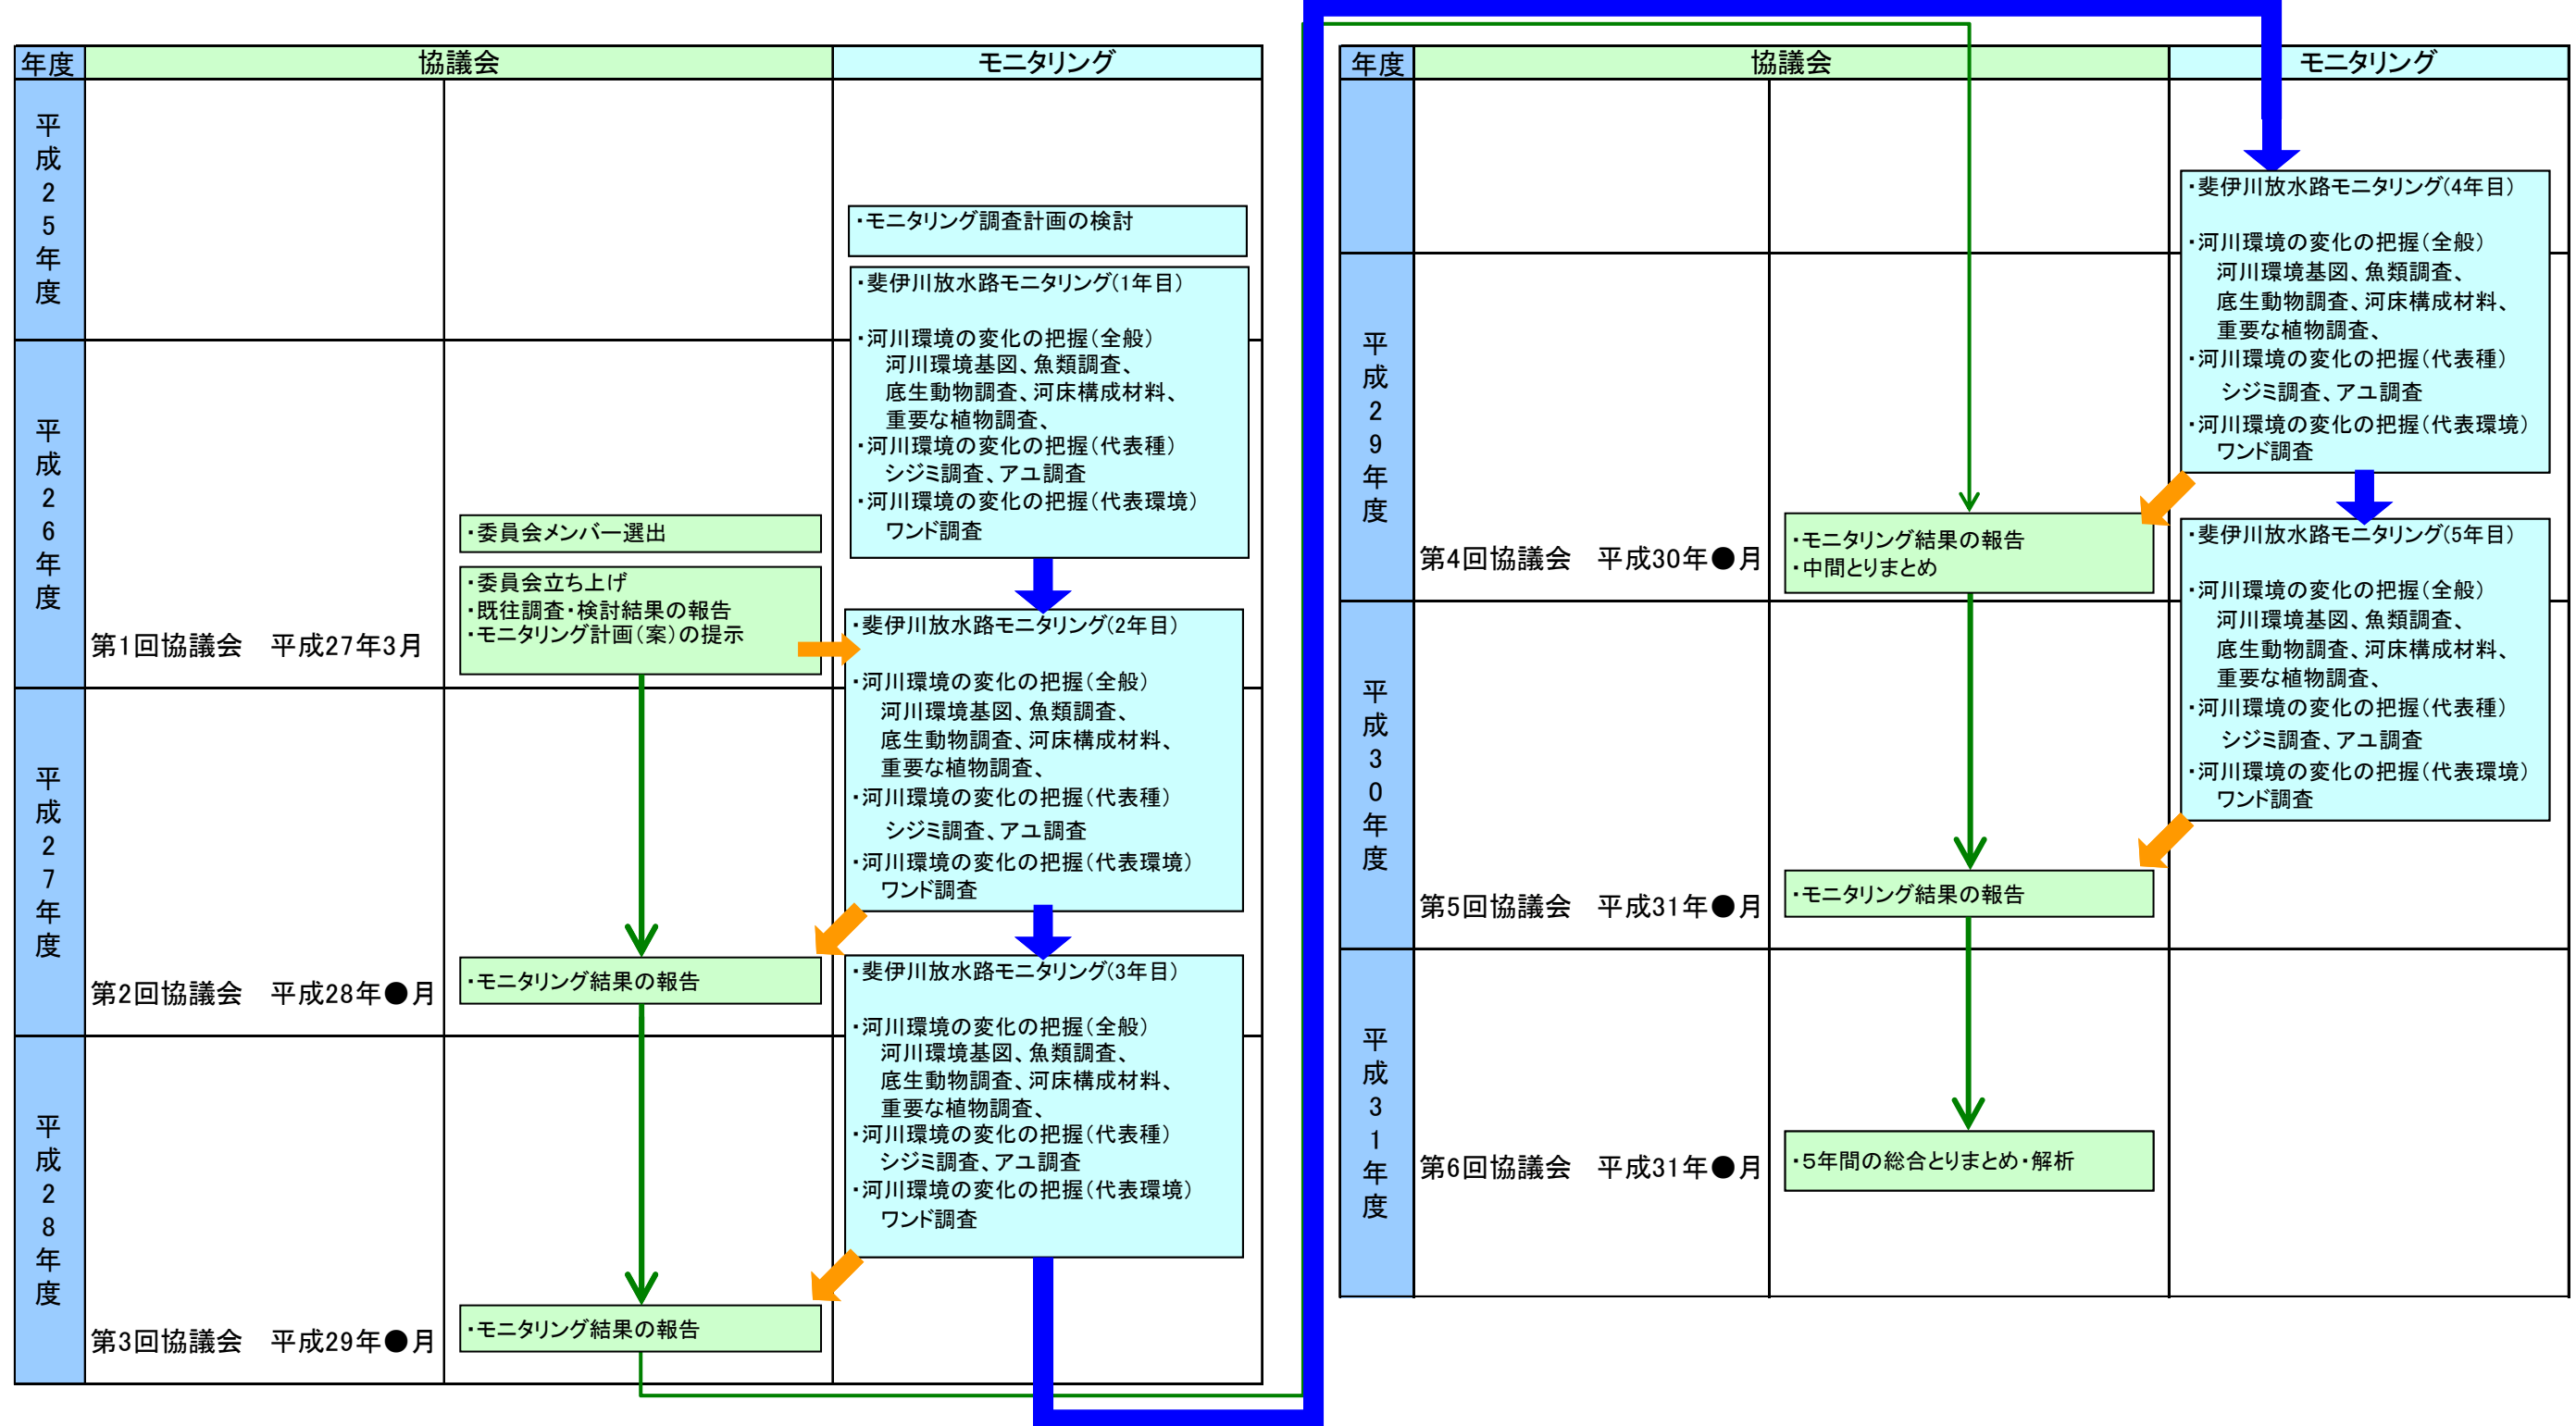 年度
協議会
モニタリング
平成25年度
・モニタリング調査計画の検討
・斐伊川放水路モニタリング(1年目)
・河川環境の変化の把握(全般)
河川環境基図、魚類調査、
底生動物調査、河床構成材料、
重要な植物調査、
・河川環境の変化の把握(代表種)
シジミ調査、アユ調査
・河川環境の変化の把握(代表環境)
ワンド調査
平成26年度
・委員会メンバー選出
第1回協議会 平成27年3月
・委員会立ち上げ
・既往調査・検討結果の報告
・モニタリング計画(案)の提示
・斐伊川放水路モニタリング(2年目)
・河川環境の変化の把握(全般)
河川環境基図、魚類調査、
底生動物調査、河床構成材料、
重要な植物調査、
・河川環境の変化の把握(代表種)
シジミ調査、アユ調査
・河川環境の変化の把握(代表環境)
ワンド調査
平成27年度
第2回協議会 平成28年●月
・モニタリング結果の報告
・斐伊川放水路モニタリング(3年目)
・河川環境の変化の把握(全般)
河川環境基図、魚類調査、
底生動物調査、河床構成材料、
重要な植物調査、
・河川環境の変化の把握(代表種)
シジミ調査、アユ調査
・河川環境の変化の把握(代表環境)
ワンド調査
平成28年度
第3回協議会 平成29年●月
・モニタリング結果の報告
年度
協議会
モニタリング
・斐伊川放水路モニタリング(4年目)
・河川環境の変化の把握(全般)
河川環境基図、魚類調査、
底生動物調査、河床構成材料、
重要な植物調査、
・河川環境の変化の把握(代表種)
シジミ調査、アユ調査
・河川環境の変化の把握(代表環境)
ワンド調査
平成29年度
第4回協議会 平成30年●月
・モニタリング結果の報告
・中間とりまとめ
・斐伊川放水路モニタリング(5年目)
・河川環境の変化の把握(全般)
河川環境基図、魚類調査、
底生動物調査、河床構成材料、
重要な植物調査、
・河川環境の変化の把握(代表種)
シジミ調査、アユ調査
・河川環境の変化の把握(代表環境)
ワンド調査
平成30年度
第5回協議会 平成31年●月
・モニタリング結果の報告
平成31年度
第6回協議会 平成31年●月
・5年間の総合とりまとめ・解析